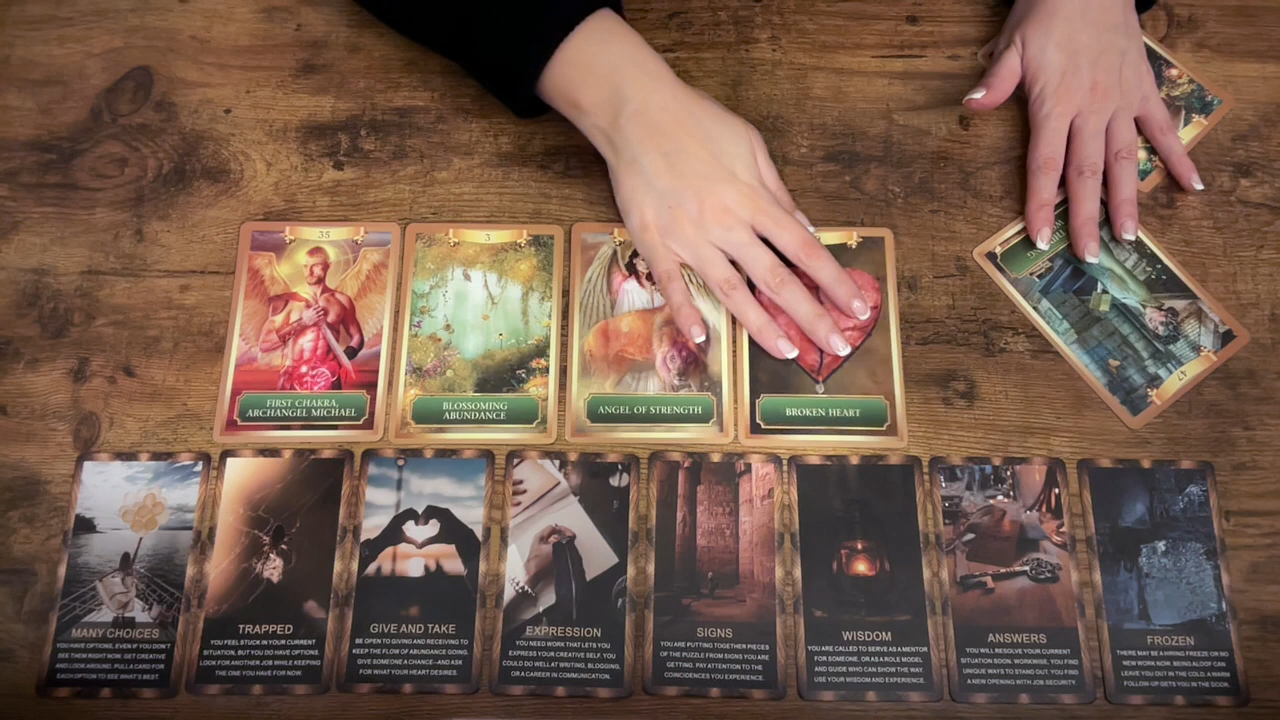 35
3
FIRST CHAKRA,
ARCHANGEL MICHAEL
BLOSSOMING
ABUNDANCE
ANGEL OF STRENGTH
BROKEN HEART
47
MANY CHOICES
YOU HAVE OPTIONS, EVEN IF YOU DON'T
SEE THEM RIGHT NOW. GET CREATIVE
AND LOOK AROUND. PULL A CARD FOR
EACH OPTION TO SEE WHAT'S BEST.
TRAPPED
YOU FEEL STUCK IN YOUR CURRENT
SITUATION, BUT YOU DO HAVE OPTIONS.
LOOK FOR ANOTHER JOB WHILE KEEPING
THE ONE YOU HAVE FOR NOW.
GIVE AND TAKE
BE OPEN TO GIVING AND RECEIVING TO
KEEP THE FLOW OF ABUNDANCE GOING.
GIVE SOMEONE A CHANCE—AND ASK
FOR WHAT YOUR HEART DESIRES.
EXPRESSION
YOU NEED WORK THAT LETS YOU
EXPRESS YOUR CREATIVE SELF. YOU
COULD DO WELL AT WRITING, BLOGGING,
OR A CAREER IN COMMUNICATION.
SIGNS
YOU ARE PUTTING TOGETHER PIECES
OF THE PUZZLE FROM SIGNS YOU ARE
GETTING. PAY ATTENTION TO THE
COINCIDENCES YOU EXPERIENCE.
WISDOM
YOU ARE CALLED TO SERVE AS A MENTOR
FOR SOMEONE, OR AS A ROLE MODEL
AND GUIDE WHO CAN SHOW THE WAY.
USE YOUR WISDOM AND EXPERIENCE.
ANSWERS
YOU WILL RESOLVE YOUR CURRENT
SITUATION SOON. WORKWISE, YOU FIND
UNIQUE WAYS TO STAND OUT. YOU FIND
A NEW OPENING WITH JOB SECURITY.
FROZEN
THERE MAY BE A HIRING FREEZE OR NO
NEW WORK NOW. BEING ALOOF CAN
LEAVE YOU OUT IN THE COLD. A WARM
FOLLOW-UP GETS YOU IN THE DOOR.